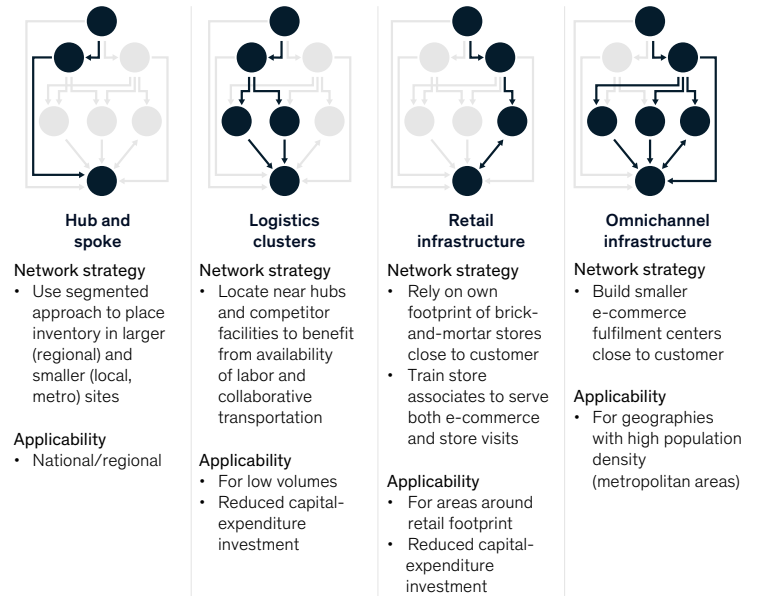 Hub and
spoke
Network strategy
• Use segmented
approach to place
inventory in larger
(regional) and
smaller (local,
metro) sites
Applicability
• National/regional
Logistics
clusters
Network strategy
• Locate near hubs
and competitor
facilities to benefit
from availability
of labor and
collaborative
transportation
Applicability
• For low volumes
• Reduced capital-
expenditure
investment
Retail
infrastructure
Network strategy
• Rely on own
footprint of brick-
and-mortar stores
close to customer
• Train store
associates to serve
both e-commerce
and store visits
Applicability
• For areas around
retail footprint
• Reduced capital-
expenditure
investment
Omnichannel
infrastructure
Network strategy
• Build smaller
e-commerce
fulfilment centers
close to customer
Applicability
• For geographies
with high population
density
(metropolitan areas)